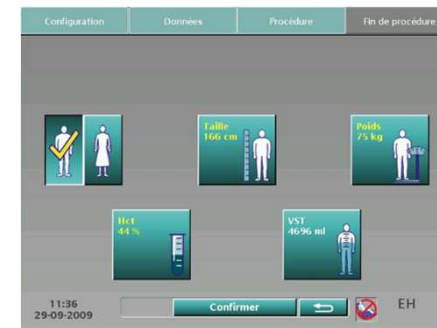 Configuration
Données
Procédure
Fin de procédure
Taille
166 cm
Poids
75 kg
Hct
44 %
VST
4696 ml
11:36
29-09-2009
Confirmer
EH